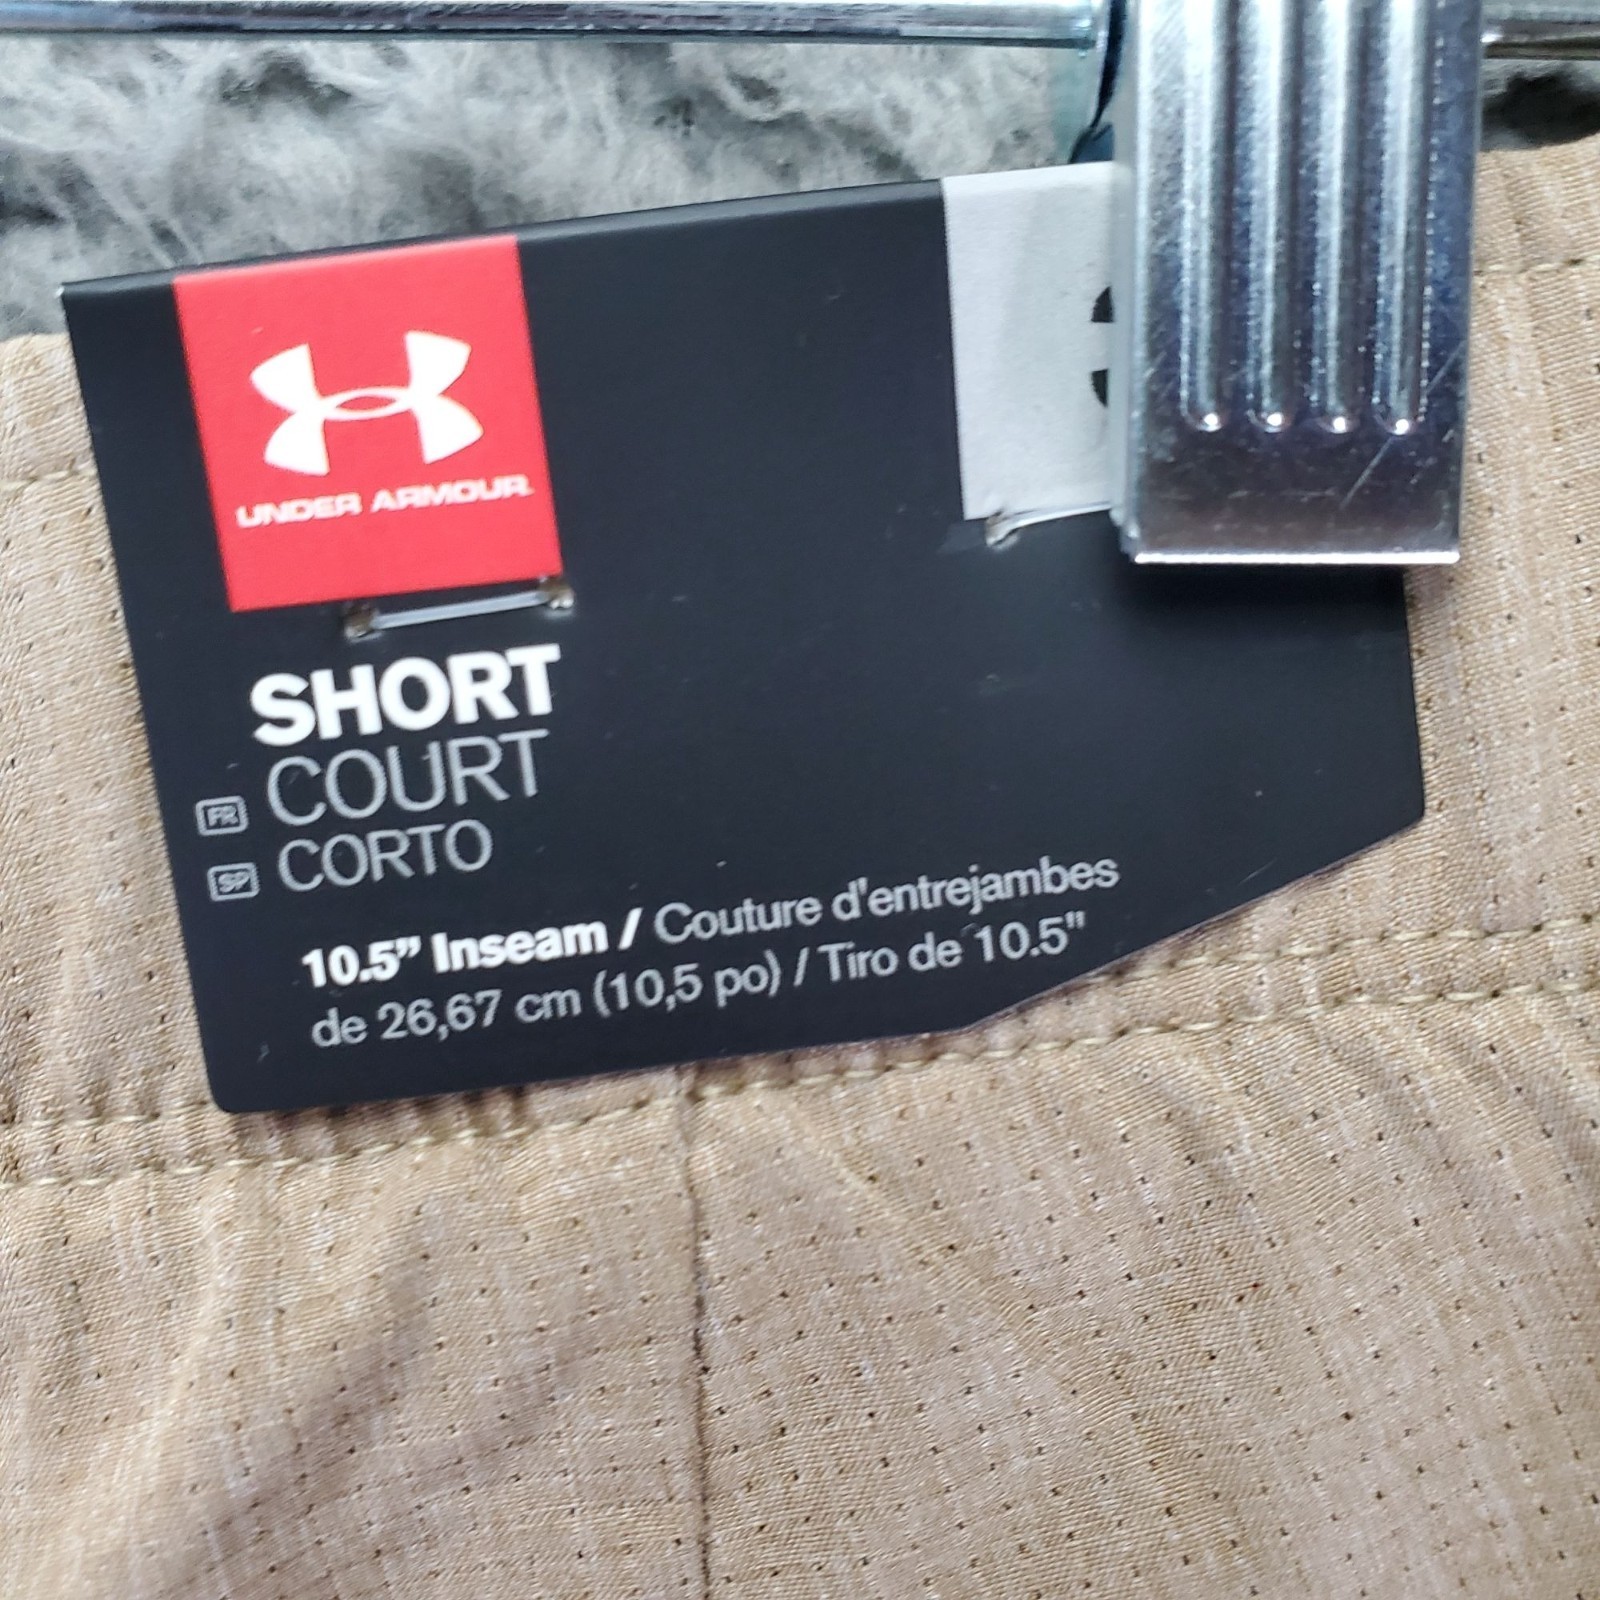 UNDER ARMOUR.
SHORT
FR COURT
SP CORTO
10.5” Inseam / Couture d'entrejambes
de 26,67 cm (10,5 po) / Tiro de 10.5"